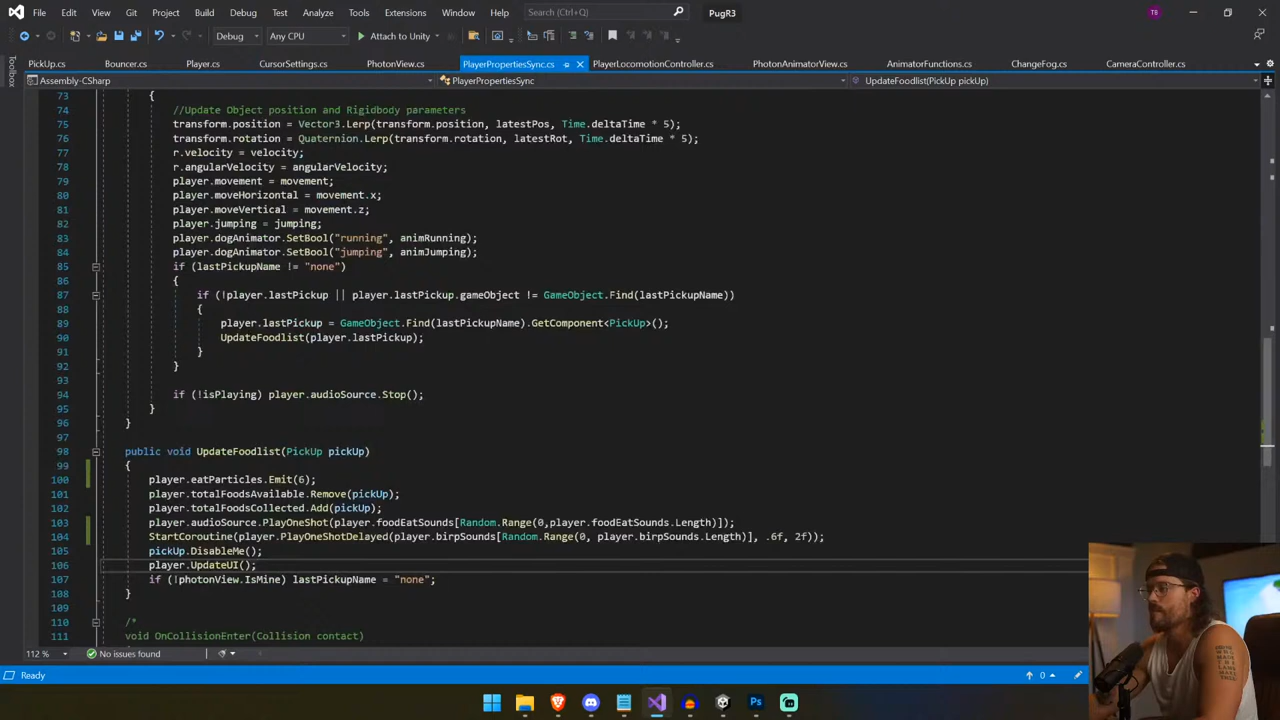 File Edit View Git Project Build Debug Test Analyze Tools Extensions Window Help Search (Ctrl+Q) PugR3 TB
Debug Any CPU Attach to Unity
PickUp.cs Bouncer.cs Player.cs CursorSettings.cs PhotonView.cs PlayerPropertiesSync.cs PlayerLocomotionController.cs PhotonAnimatorView.cs AnimatorFunctions.cs ChangeFog.cs CameraController.cs
Toolbox
Assembly-CSharp PlayerPropertiesSync UpdateFoodlist(PickUp pickUp)
73 {
74 //Update Object position and Rigidbody parameters
75 transform.position = Vector3.Lerp(transform.position, latestPos, Time.deltaTime * 5);
76 transform.rotation = Quaternion.Lerp(transform.rotation, latestRot, Time.deltaTime * 5);
77 r.velocity = velocity;
78 r.angularVelocity = angularVelocity;
79 player.movement = movement;
80 player.moveHorizontal = movement.x;
81 player.moveVertical = movement.z;
82 player.jumping = jumping;
83 player.dogAnimator.SetBool("running", animRunning);
84 player.dogAnimator.SetBool("jumping", animJumping);
85 if (lastPickupName != "none")
86 {
87 if (!player.lastPickup || player.lastPickup.gameObject != GameObject.Find(lastPickupName))
88 {
89 player.lastPickup = GameObject.Find(lastPickupName).GetComponent<PickUp>();
90 UpdateFoodlist(player.lastPickup);
91 }
92 }
93
94 if (!isPlaying) player.audioSource.Stop();
95 }
96 }
97
98 public void UpdateFoodlist(PickUp pickUp)
99 {
100 player.eatParticles.Emit(6);
101 player.totalFoodsAvailable.Remove(pickUp);
102 player.totalFoodsCollected.Add(pickUp);
103 player.audioSource.PlayOneShot(player.foodEatSounds[Random.Range(0,player.foodEatSounds.Length)]);
104 StartCoroutine(player.PlayOneShotDelayed(player.birpSounds[Random.Range(0, player.birpSounds.Length)], .6f, 2f));
105 pickUp.DisableMe();
106 player.UpdateUI();
107 if (!photonView.IsMine) lastPickupName = "none";
108 }
109
110 /*
111 void OnCollisionEnter(Collision contact)
112 % No issues found
Ready 0